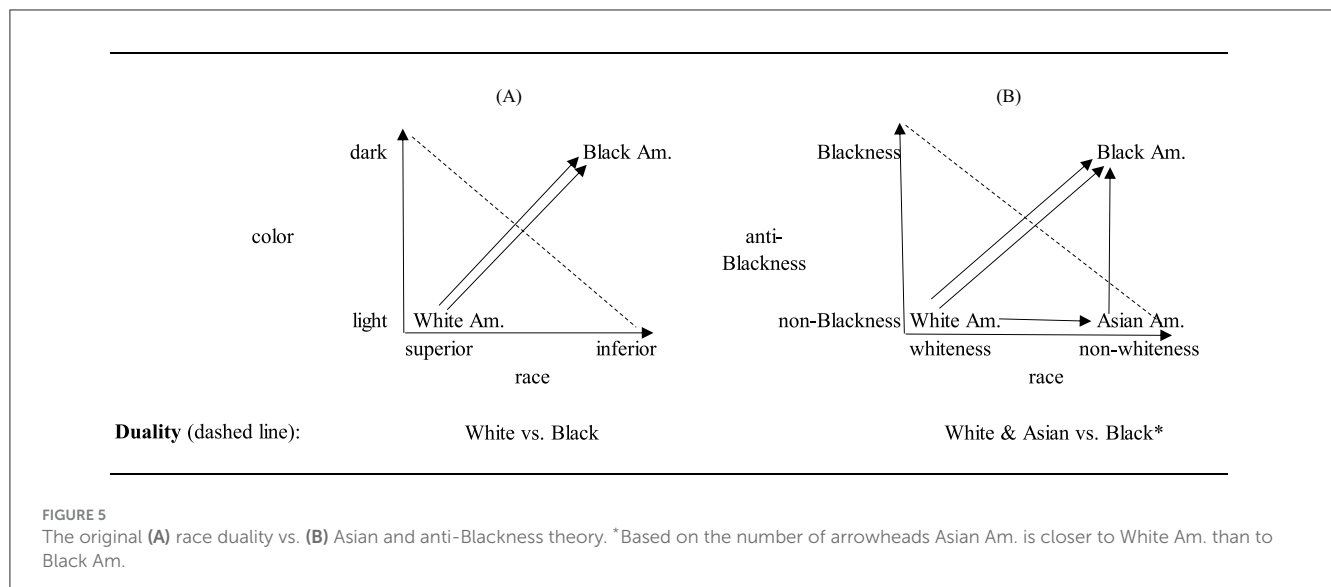 (A)
dark
Black Am.
color
light
White Am.
superior
inferior
race
(B)
Blackness
Black Am.
anti-
Blackness
non-Blackness
White Am.
Asian Am.
whiteness
non-whiteness
race
Duality (dashed line):
White vs. Black
White & Asian vs. Black*
FIGURE 5
The original (A) race duality vs. (B) Asian and anti-Blackness theory. *Based on the number of arrowheads Asian Am. is closer to White Am. than to
Black Am.